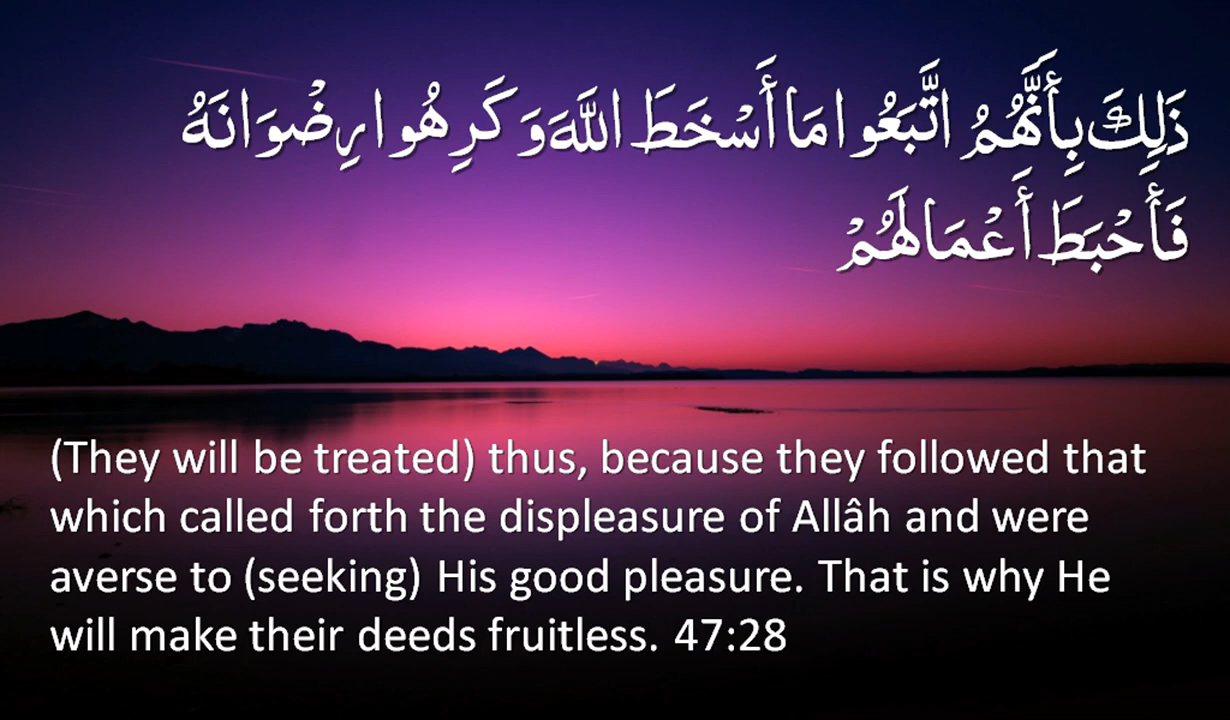 ذَلِكَ بِأَنَّهُمُ اتَّبَعُوا مَا أَسْخَطَ اللَّهَ وَكَرِهُوا رِضْوَانَهُ
فَأَحْبَطَ أَعْمَالَهُمْ
(They will be treated) thus, because they followed that
which called forth the displeasure of Allâh and were
averse to (seeking) His good pleasure. That is why He
will make their deeds fruitless. 47:28